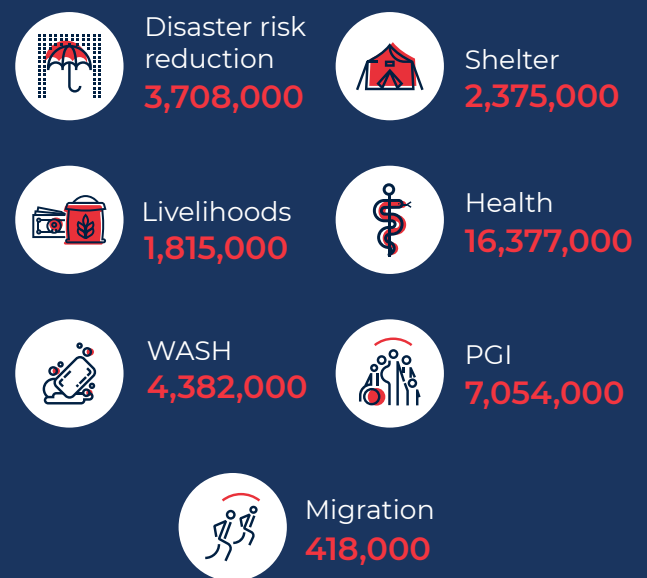 Disaster risk
reduction
3,708,000
Shelter
2,375,000
Livelihoods
1,815,000
Health
16,377,000
WASH
4,382,000
PGI
7,054,000
Migration
418,000